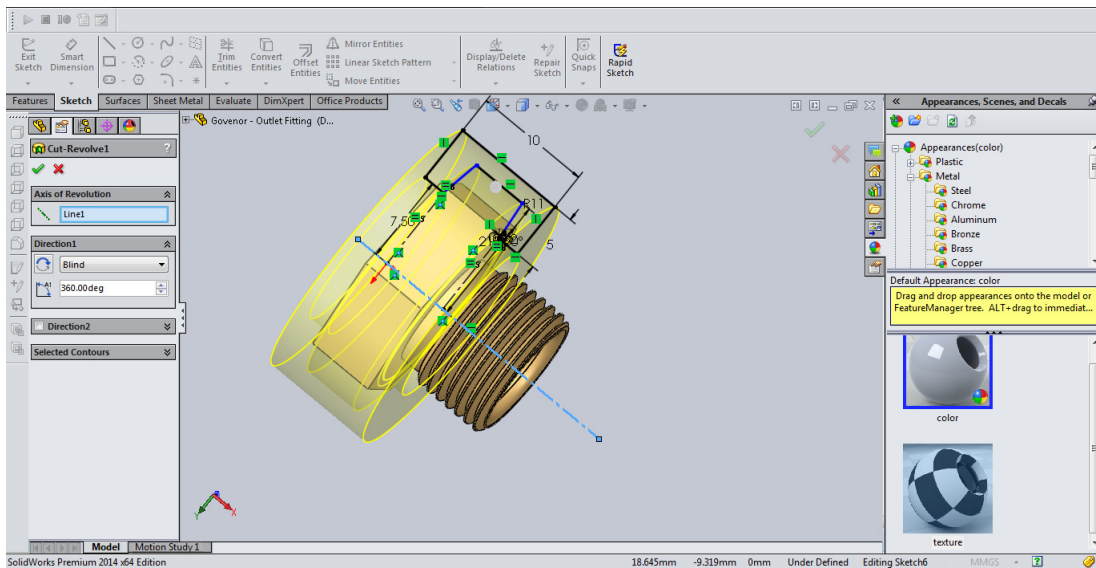 Exit Sketch
Smart Dimension
Trim Entities
Convert Entities
Offset Entities
Mirror Entities
Linear Sketch Pattern
Move Entities
Display/Delete Relations
Repair Sketch
Quick Snaps
Rapid Sketch
Features Sketch Surfaces Sheet Metal Evaluate DimXpert Office Products
Govenor - Outlet Fitting (D...
Cut-Revolve1 ?
Axis of Revolution
Line1
Direction1
Blind
A1
360.00deg
Direction2
Selected Contours
10
R11
7,50
5
Y
X
Appearances, Scenes, and Decals
Appearances(color)
Plastic
Metal
Steel
Chrome
Aluminum
Bronze
Brass
Copper
Default Appearance: color
Drag and drop appearances onto the model or
FeatureManager tree. ALT+drag to immediat...
color
texture
Model Motion Study 1
SolidWorks Premium 2014 x64 Edition 18.645mm -9.319mm 0mm Under Defined Editing Sketch6 MMGS ?